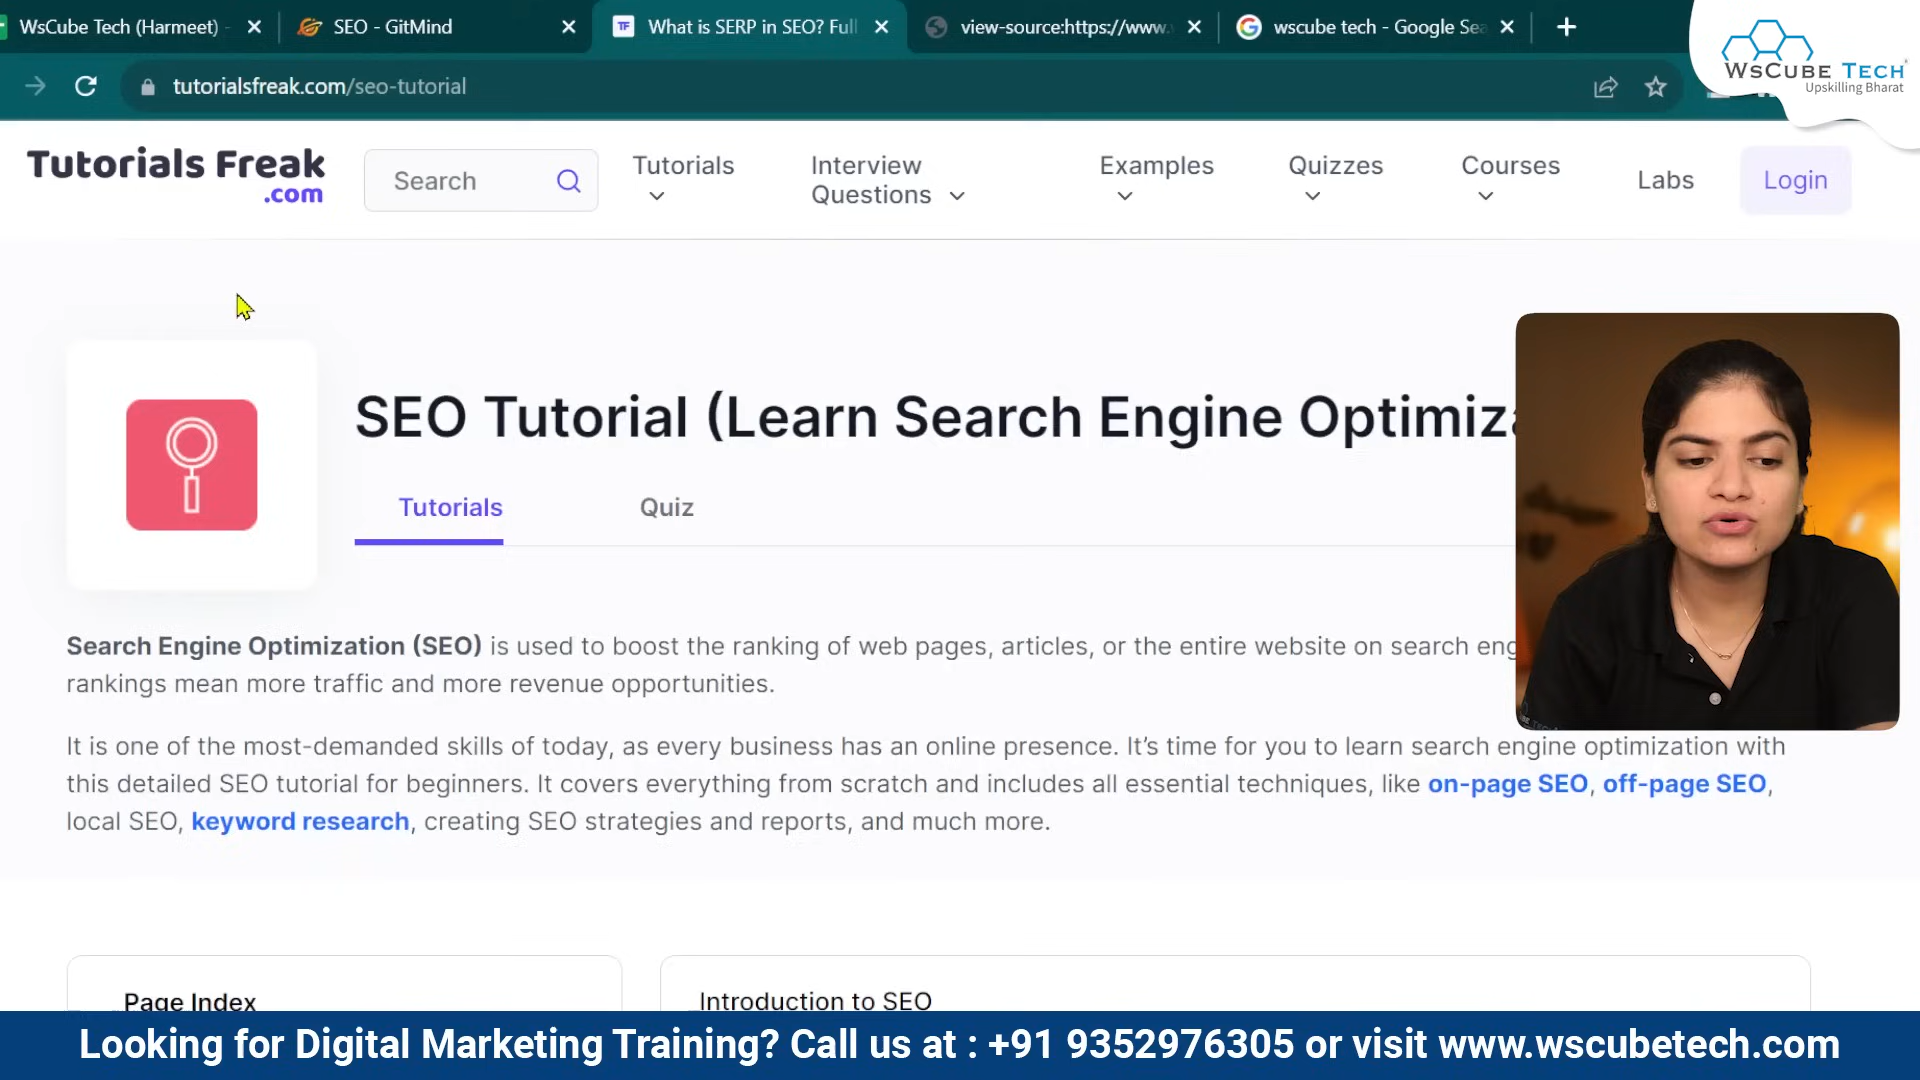 WsCube Tech (Harmeet) -
SEO - GitMind
What is SERP in SEO? Full
view-source:https://www.
wscube tech - Google Sea
tutorialsfreak.com/seo-tutorial
WsCube Tech
Upskilling Bharat
Tutorials Freak
.com
Search
Tutorials
Interview
Questions
Examples
Quizzes
Courses
Labs
Login
SEO Tutorial (Learn Search Engine Optimiza
Tutorials
Quiz
Search Engine Optimization (SEO) is used to boost the ranking of web pages, articles, or the entire website on search eng
rankings mean more traffic and more revenue opportunities.
It is one of the most-demanded skills of today, as every business has an online presence. It’s time for you to learn search engine optimization with
this detailed SEO tutorial for beginners. It covers everything from scratch and includes all essential techniques, like on-page SEO, off-page SEO,
local SEO, keyword research, creating SEO strategies and reports, and much more.
Page Index
Introduction to SEO
Looking for Digital Marketing Training? Call us at : +91 9352976305 or visit www.wscubetech.com